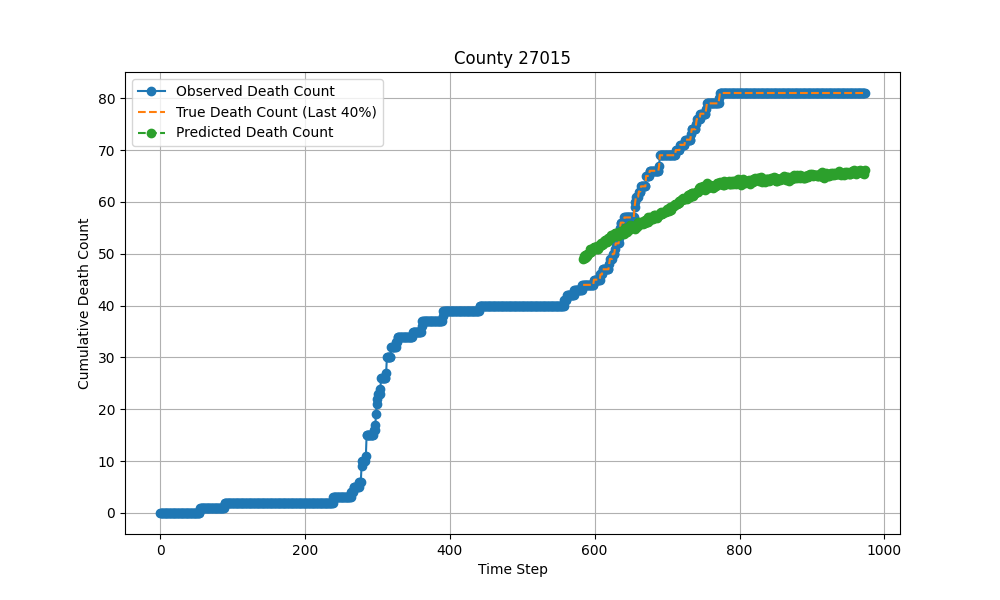 County 27015
Observed Death Count
True Death Count (Last 40%)
Predicted Death Count
Cumulative Death Count
80
70
60
50
40
30
20
10
0
0 200 400 600 800 1000
Time Step